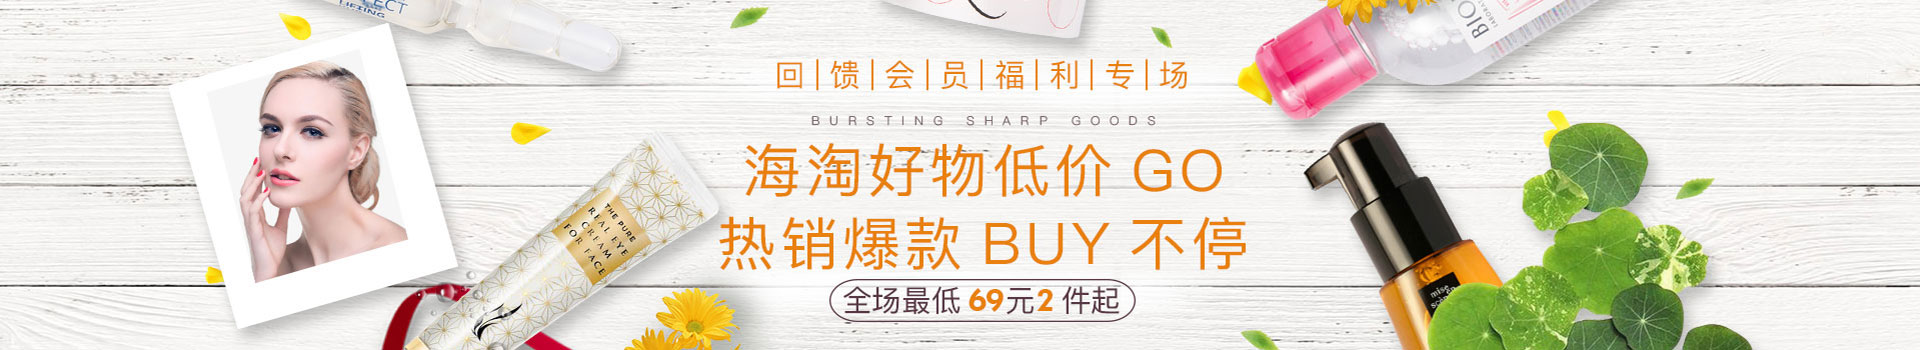 LIFTING
回|馈|会|员|福|利|专|场
BURSTING SHARP GOODS
海淘好物低价 GO
热销爆款 BUY 不停
全场最低 69元2 件起
THE PURE
REAL EYE
CREAM
FOR FACE
mise